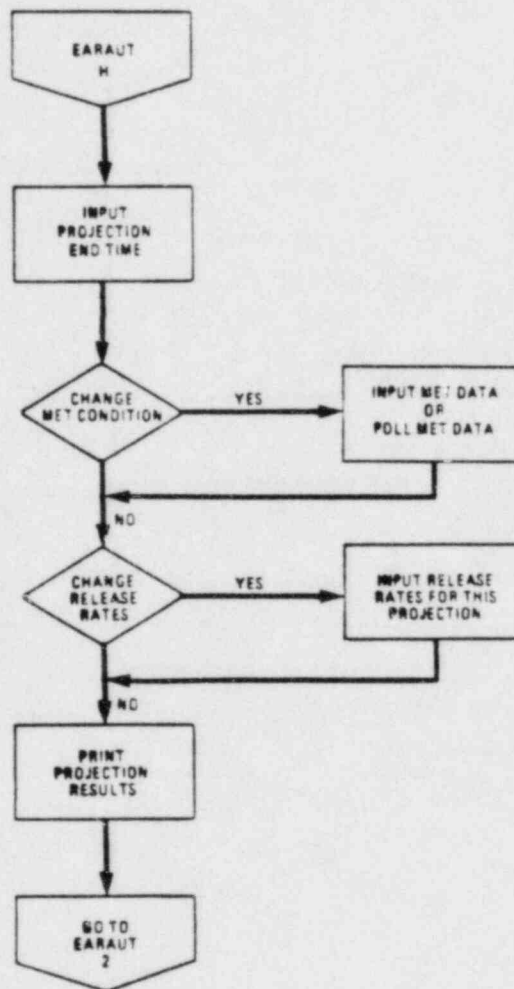 EARAUT
H
INPUT
PROJECTION
END TIME
CHANGE
MET CONDITION
YES
INPUT MET DATA
OR
POLL MET DATA
NO
CHANGE
RELEASE
RATES
YES
INPUT RELEASE
RATES FOR THIS
PROJECTION
NO
PRINT
PROJECTION
RESULTS
GO TO
EARAUT
2